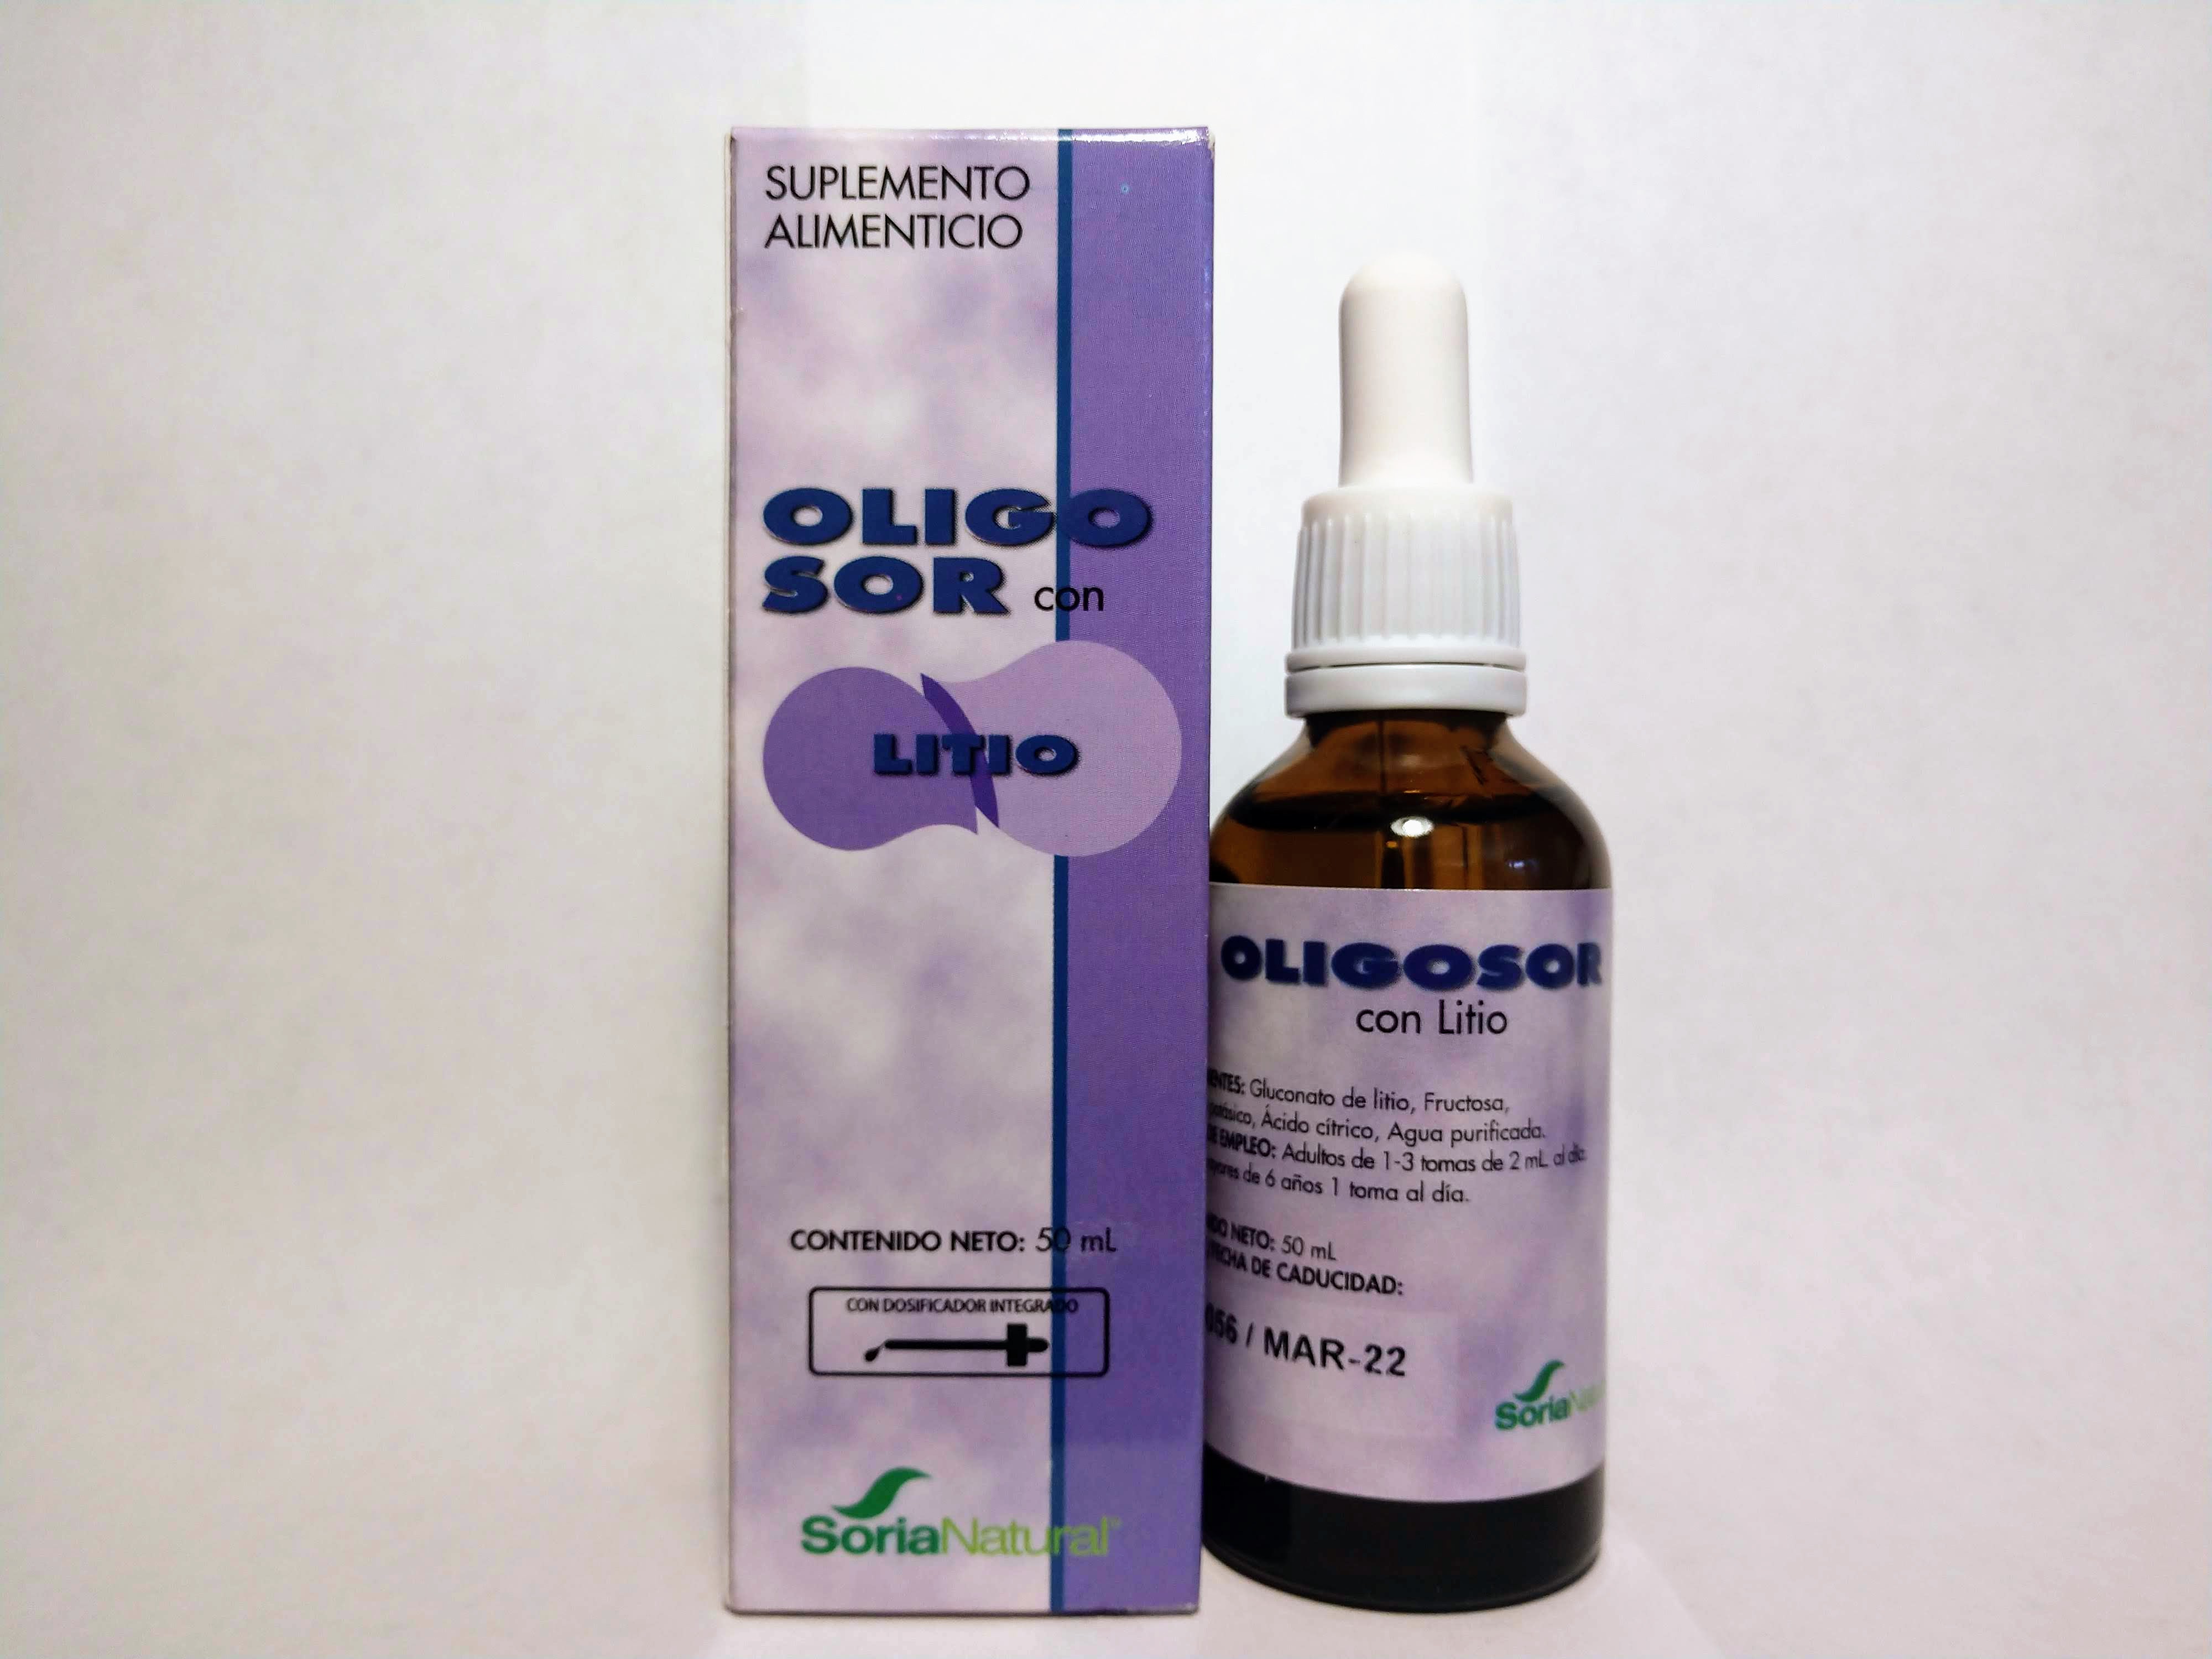 SUPLEMENTO
ALIMENTICIO
OLIGO
SOR con
LITIO
CONTENIDO NETO: 50 mL
CON DOSIFICADOR INTEGRADO
SoriaNatural
OLIGOSOR
con Litio
Gluconato de litio, Fructosa,
Ácido cítrico, Agua purificada.
EMPLEO: Adultos de 1-3 tomas de 2 mL al día.
de 6 años 1 toma al día.
NETO: 50 mL
DE CADUCIDAD:
/ MAR-22
Soria